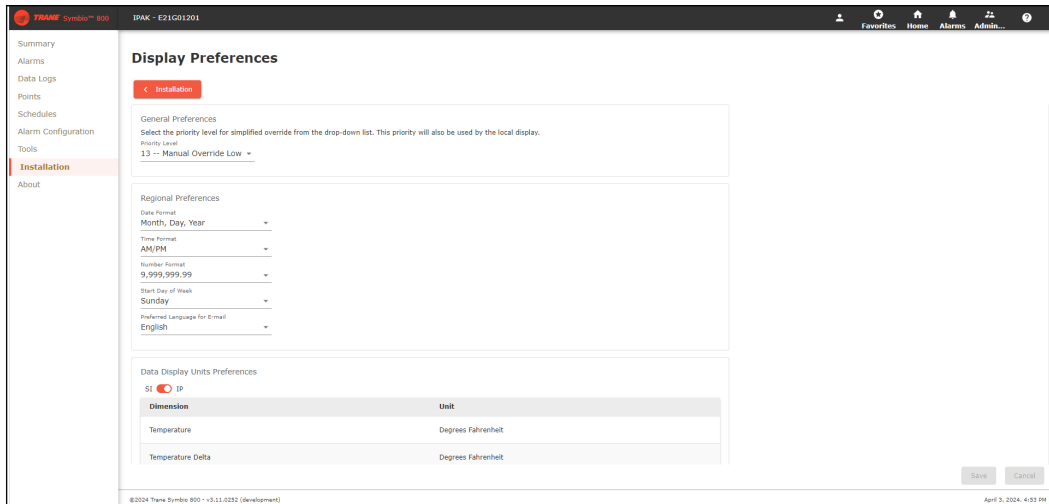 TRANE Symbio™ 800
IPAK - E21G01201
Favorites
Home
Alarms
Admin...
Summary
Alarms
Data Logs
Points
Schedules
Alarm Configuration
Tools
Installation
About
Display Preferences
Installation
General Preferences
Select the priority level for simplified override from the drop-down list. This priority will also be used by the local display.
Priority Level
13 -- Manual Override Low
Regional Preferences
Date Format
Month, Day, Year
Time Format
AM/PM
Number Format
9,999,999.99
Start Day of Week
Sunday
Preferred Language for E-mail
English
Data Display Units Preferences
SI IP
Dimension Unit
Temperature Degrees Fahrenheit
Temperature Delta Degrees Fahrenheit
Save Cancel
©2024 Trane Symbio 800 - v3.11.0252 (development)
April 3, 2024, 4:53 PM